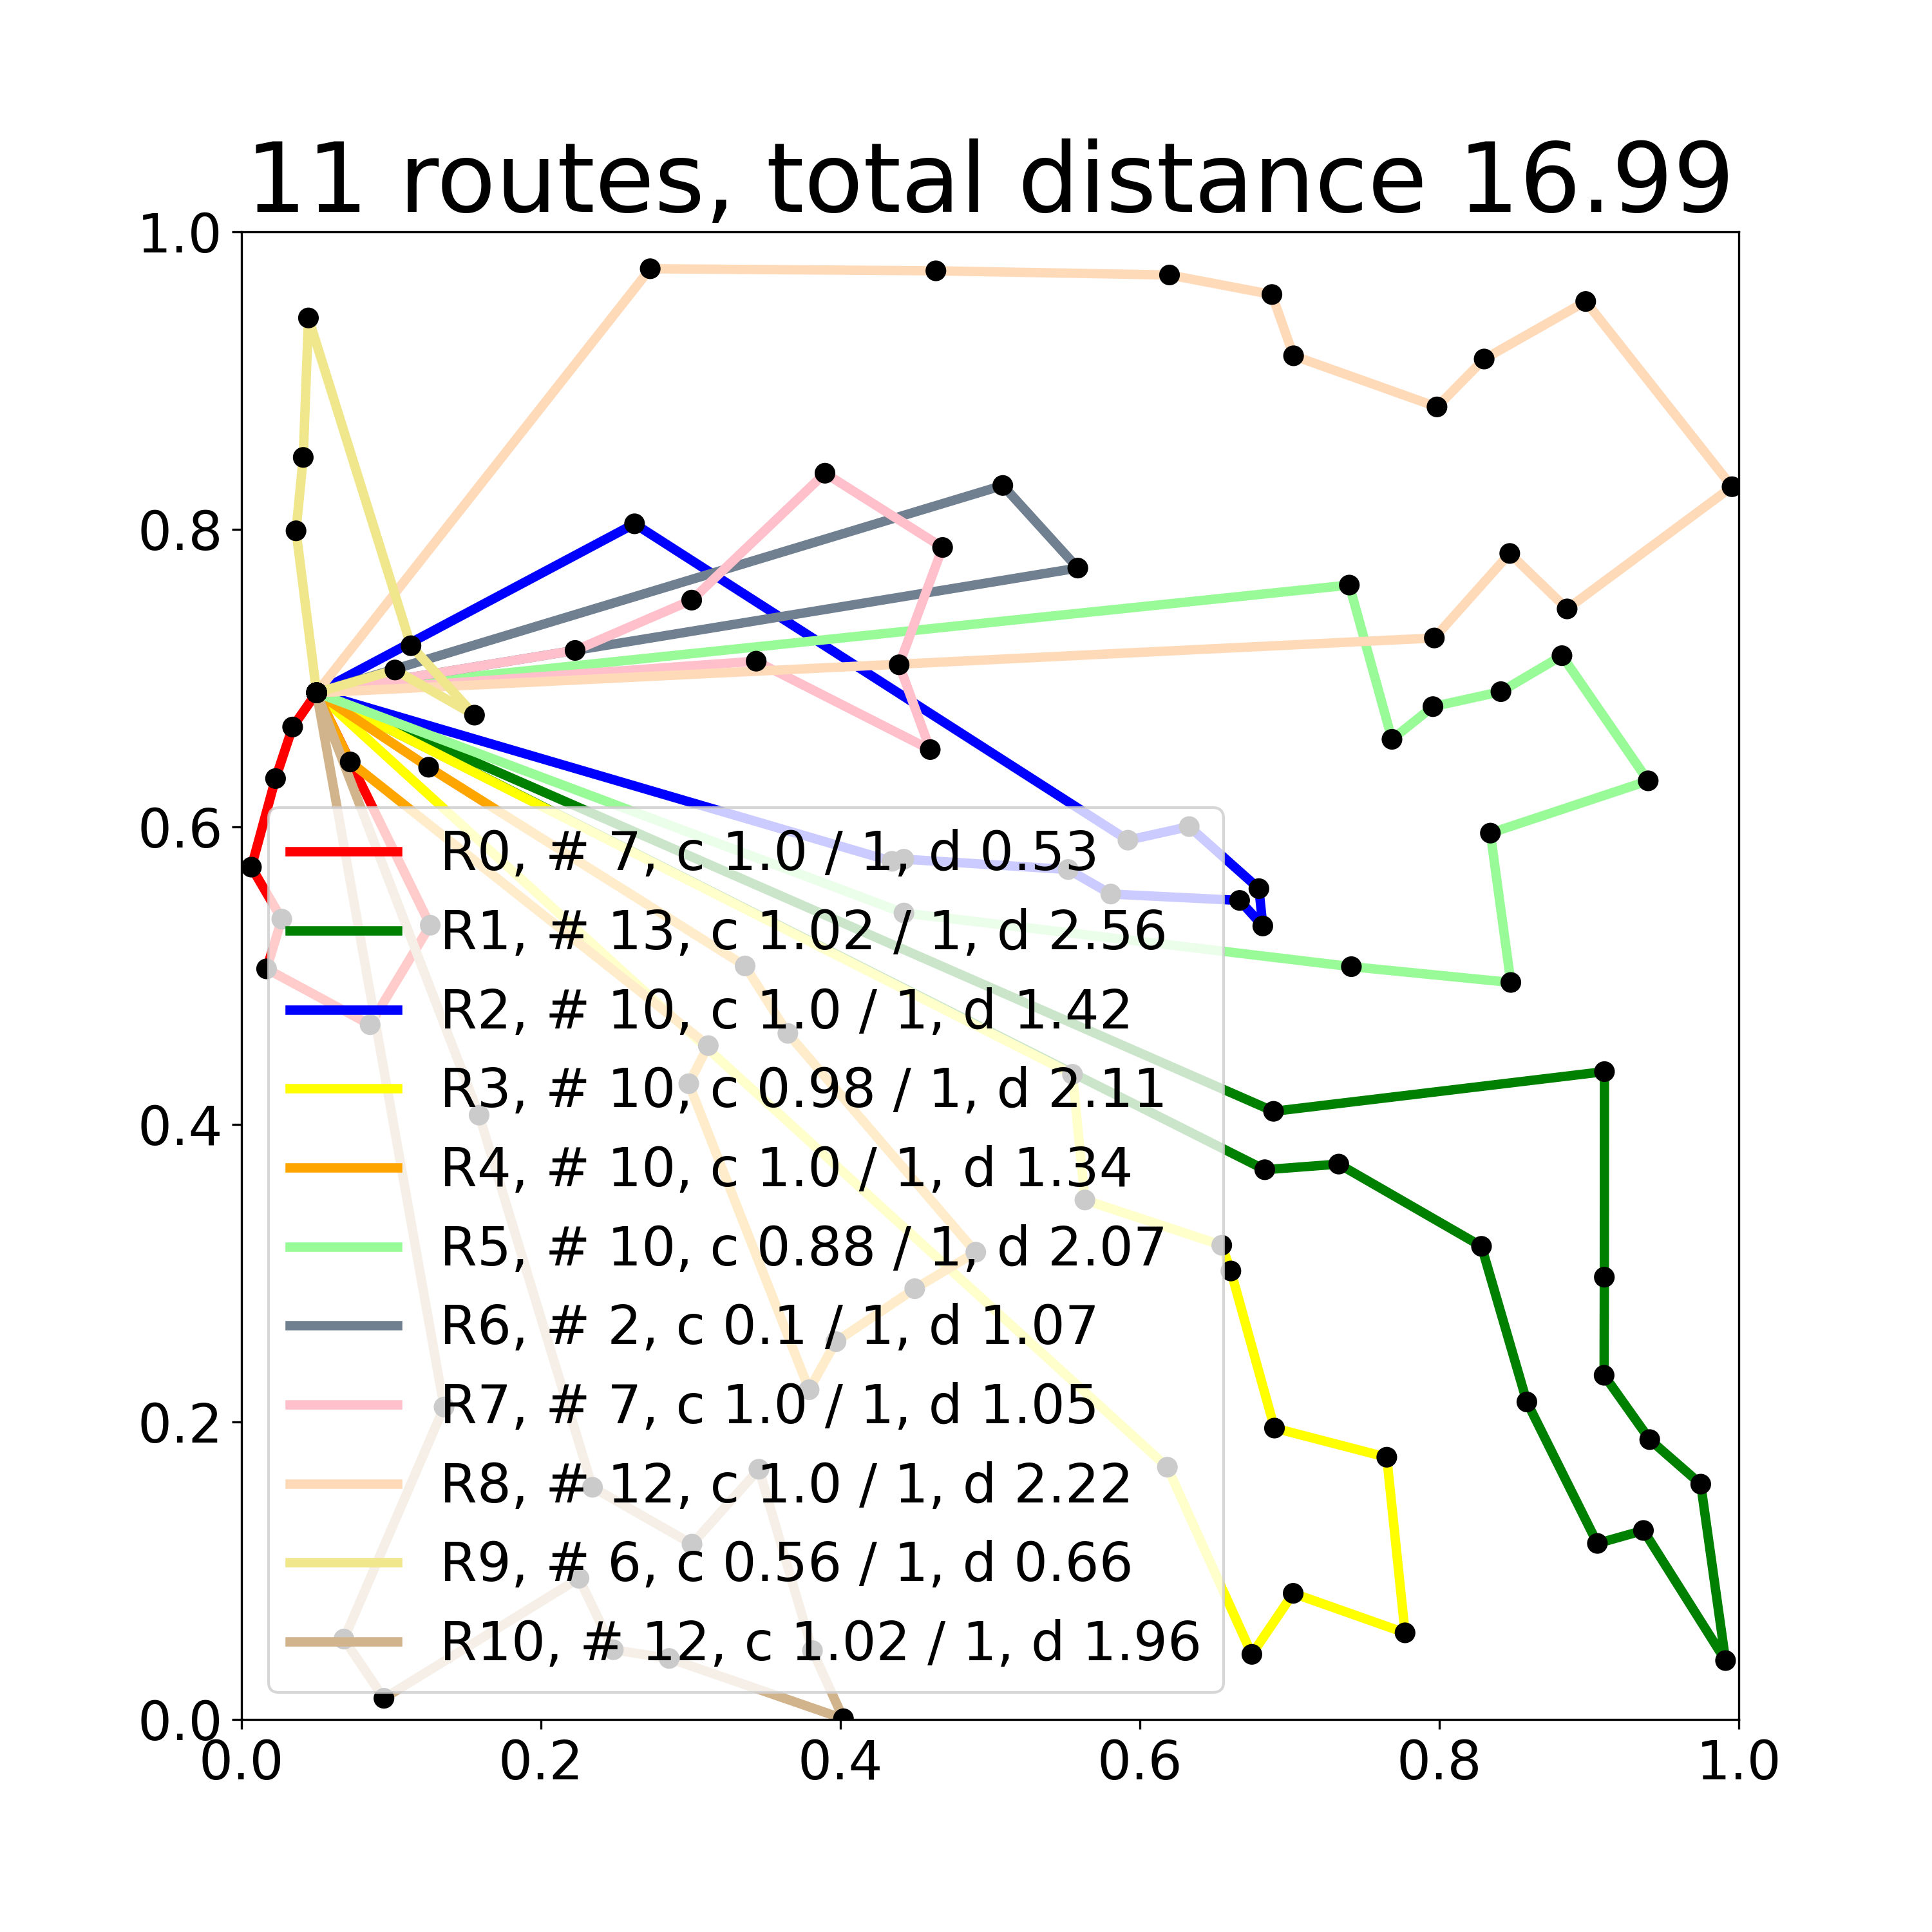 11 routes, total distance 16.99
1.0
0.8
0.6
0.4
0.2
0.0
R0, # 7, c 1.0 / 1, d 0.53
R1, # 13, c 1.02 / 1, d 2.56
R2, # 10, c 1.0 / 1, d 1.42
R3, # 10, c 0.98 / 1, d 2.11
R4, # 10, c 1.0 / 1, d 1.34
R5, # 10, c 0.88 / 1, d 2.07
R6, # 2, c 0.1 / 1, d 1.07
R7, # 7, c 1.0 / 1, d 1.05
R8, # 12, c 1.0 / 1, d 2.22
R9, # 6, c 0.56 / 1, d 0.66
R10, # 12, c 1.02 / 1, d 1.96
0.0 0.2 0.4 0.6 0.8 1.0